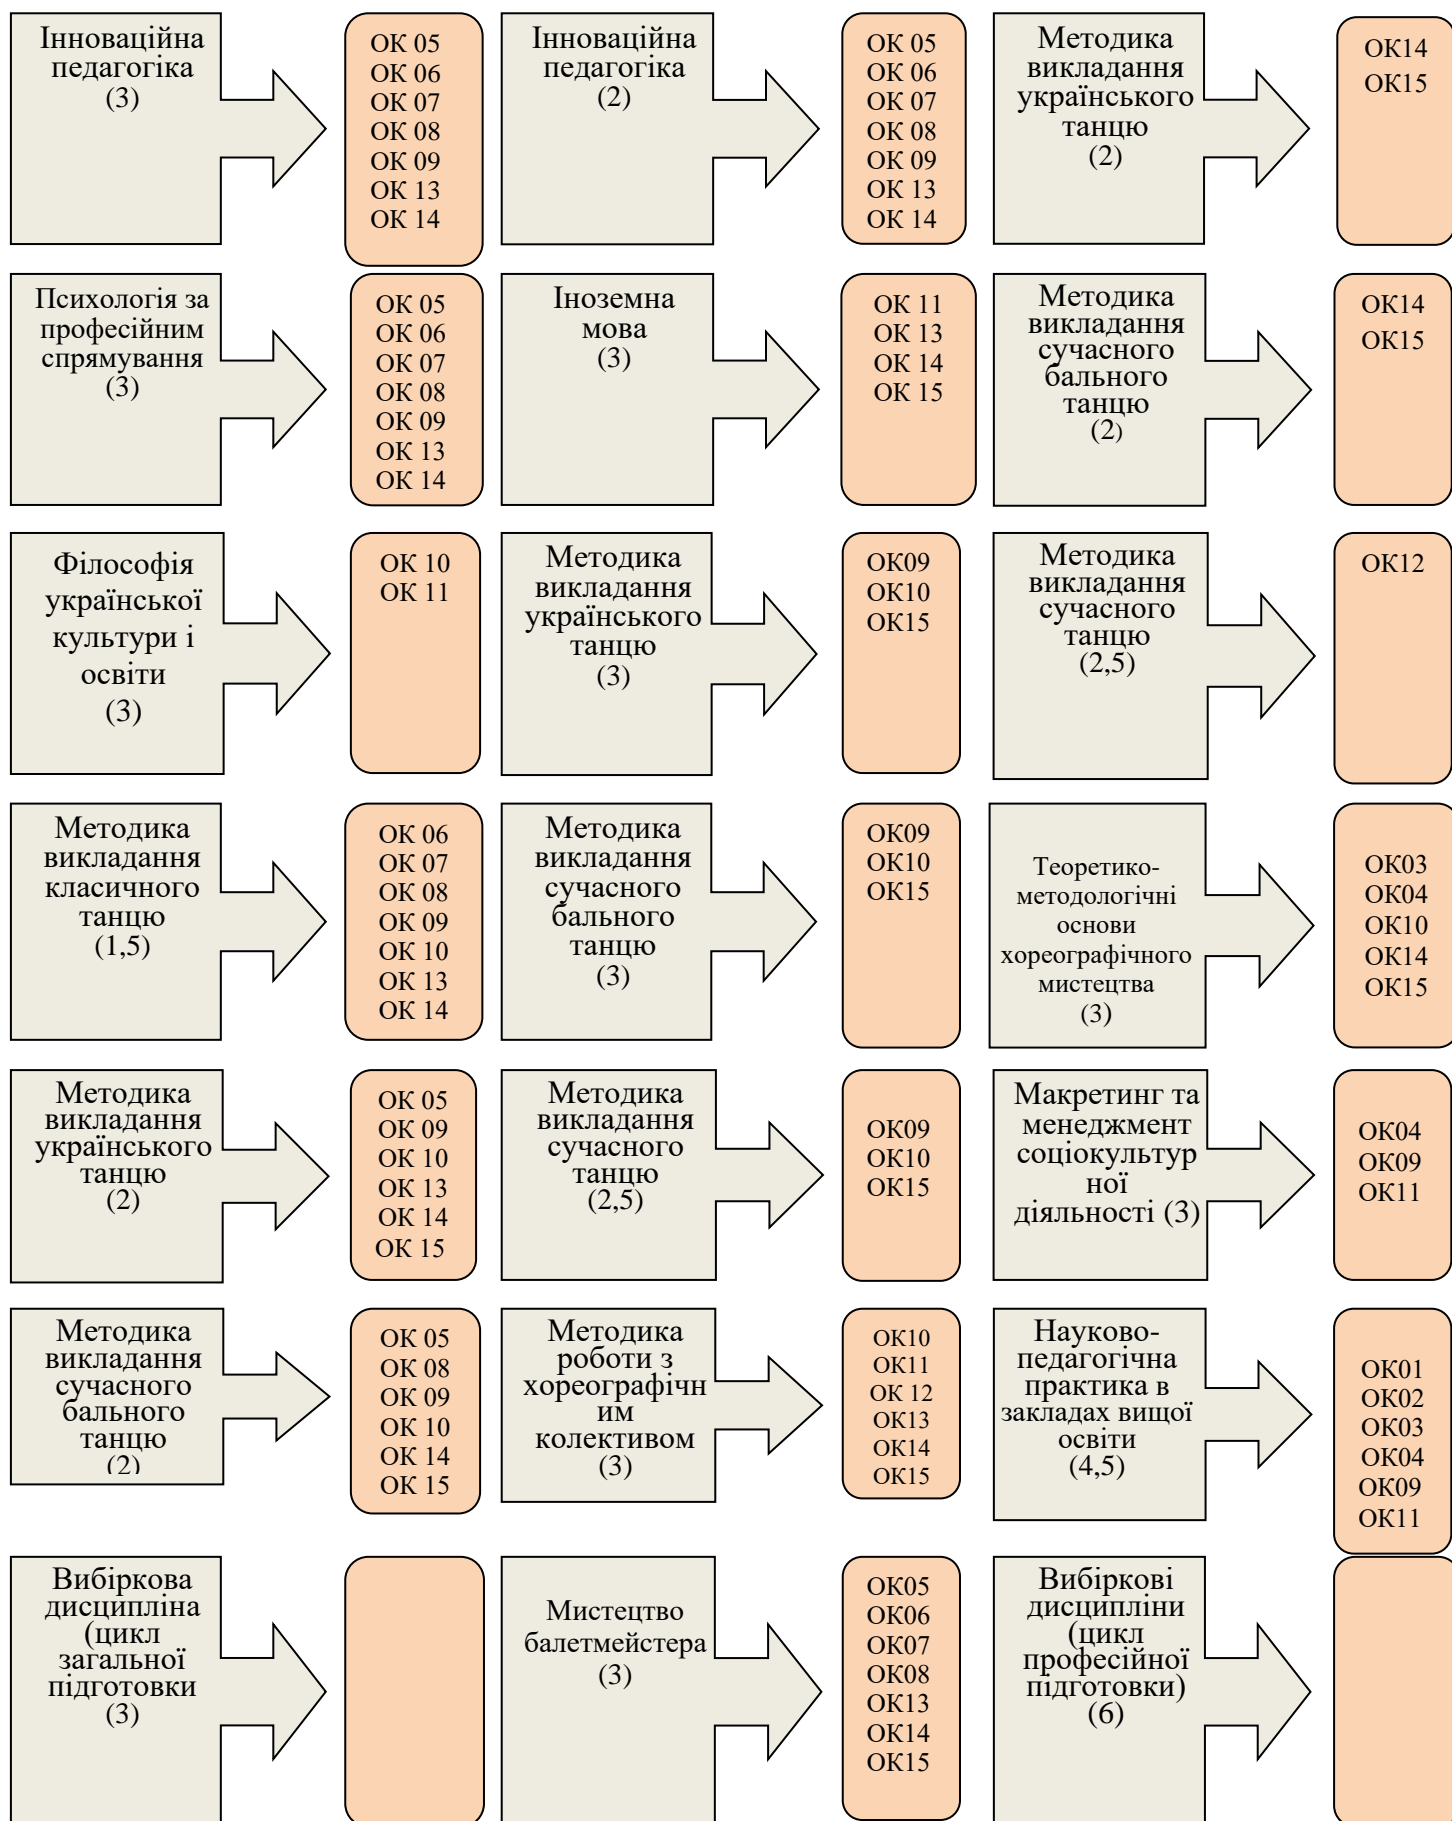 Інноваційна
педагогіка
(3)
ОК 05
ОК 06
ОК 07
ОК 08
ОК 09
ОК 13
ОК 14
Інноваційна
педагогіка
(2)
ОК 05
ОК 06
ОК 07
ОК 08
ОК 09
ОК 13
ОК 14
Методика
викладання
українського
танцю
(2)
ОК14
ОК15
Психологія за
професійним
спрямування
(3)
ОК 05
ОК 06
ОК 07
ОК 08
ОК 09
ОК 13
ОК 14
Іноземна
мова
(3)
ОК 11
ОК 13
ОК 14
ОК 15
Методика
викладання
сучасного
бального
танцю
(2)
ОК14
ОК15
Філософія
української
культури і
освіти
(3)
ОК 10
ОК 11
Методика
викладання
українського
танцю
(3)
ОК09
ОК10
ОК15
Методика
викладання
сучасного
танцю
(2,5)
ОК12
Методика
викладання
класичного
танцю
(1,5)
ОК 06
ОК 07
ОК 08
ОК 09
ОК 10
ОК 13
ОК 14
Методика
викладання
сучасного
бального
танцю
(3)
ОК09
ОК10
ОК15
Теоретико-
методологічні
основи
хореографічного
мистецтва
(3)
ОК03
ОК04
ОК10
ОК14
ОК15
Методика
викладання
українського
танцю
(2)
ОК 05
ОК 09
ОК 10
ОК 13
ОК 14
ОК 15
Методика
викладання
сучасного
танцю
(2,5)
ОК09
ОК10
ОК15
Макретинг та
менеджмент
соціокультур
ної
діяльності (3)
ОК04
ОК09
ОК11
Методика
викладання
сучасного
бального
танцю
(2)
ОК 05
ОК 08
ОК 09
ОК 10
ОК 14
ОК 15
Методика
роботи з
хореографічн
им
колективом
(3)
ОК10
ОК11
ОК 12
ОК13
ОК14
ОК15
Науково-
педагогічна
практика в
закладах вищої
освіти
(4,5)
ОК01
ОК02
ОК03
ОК04
ОК09
ОК11
Вибіркова
дисципліна
(цикл
загальної
підготовки
(3)
Мистецтво
балетмейстера
(3)
ОК05
ОК06
ОК07
ОК08
ОК13
ОК14
ОК15
Вибіркові
дисципліни
(цикл
професійної
підготовки)
(6)